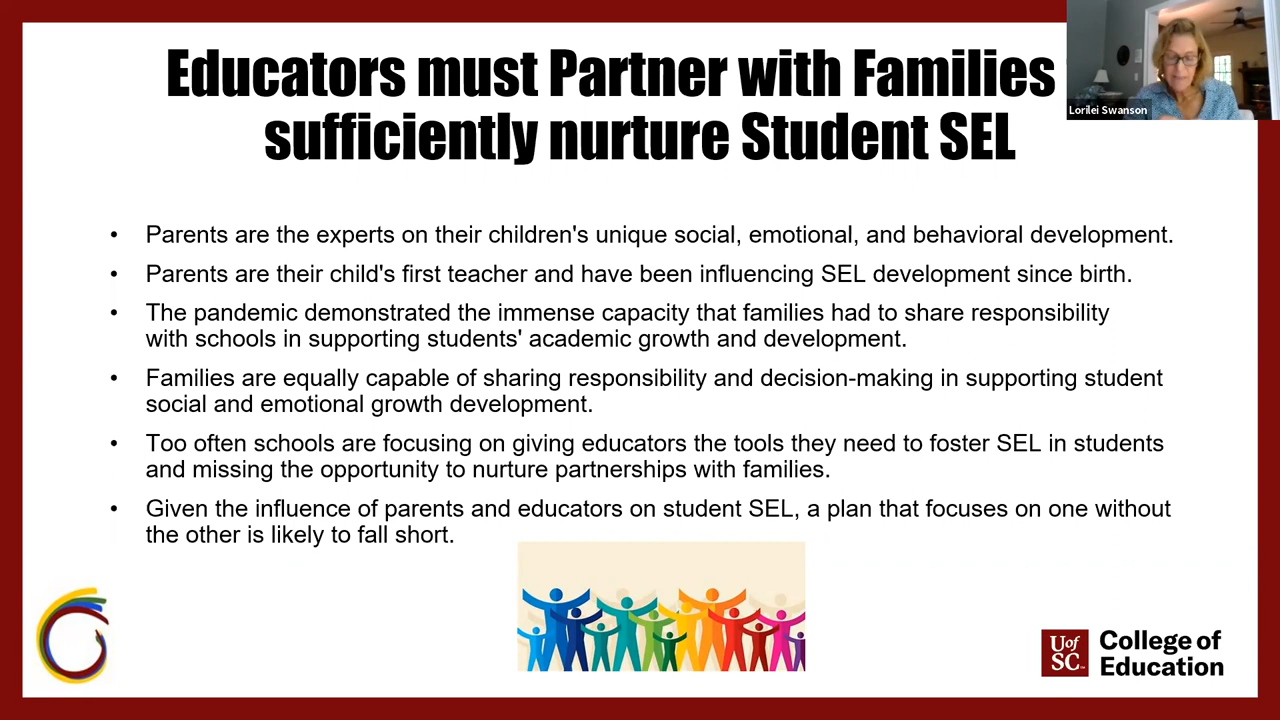 Educators must Partner with Families
sufficiently nurture Student SEL
Lorilei Swanson
• Parents are the experts on their children's unique social, emotional, and behavioral development.
• Parents are their child's first teacher and have been influencing SEL development since birth.
• The pandemic demonstrated the immense capacity that families had to share responsibility
with schools in supporting students' academic growth and development.
• Families are equally capable of sharing responsibility and decision-making in supporting student
social and emotional growth development.
• Too often schools are focusing on giving educators the tools they need to foster SEL in students
and missing the opportunity to nurture partnerships with families.
• Given the influence of parents and educators on student SEL, a plan that focuses on one without
the other is likely to fall short.
UofSC
College of
Education